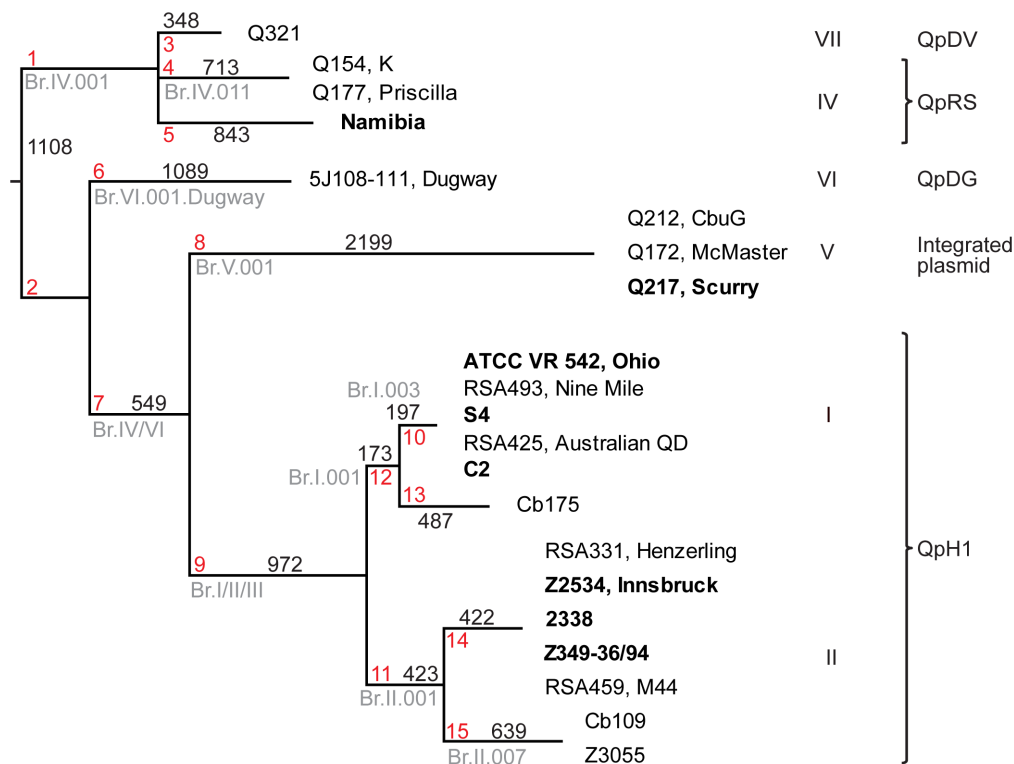 348
Q321
VII
QpDV
3
1
4
713
Q154, K
Br.IV.001
Br.IV.011
Q177, Priscilla
IV
QpRS
Namibia
5
843
1108
6
1089
5J108-111, Dugway
VI
QpDG
Br.VI.001.Dugway
Q212, CbuG
8
2199
Q172, McMaster
V
Integrated
plasmid
Br.V.001
2
Q217, Scurry
ATCC VR 542, Ohio
Br.I.003
RSA493, Nine Mile
7
549
197
S4
I
Br.IV/VI
10
RSA425, Australian QD
173
Br.I.001
12
C2
13
Cb175
487
RSA331, Henzerling
QpH1
9
972
Br.I/II/III
Z2534, Innsbruck
422
2338
14
Z349-36/94
II
11
423
RSA459, M44
Br.II.001
Cb109
15
639
Br.II.007
Z3055